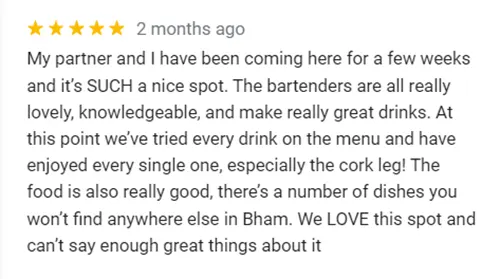 ★★★★★ 2 months ago
My partner and I have been coming here for a few weeks
and it's SUCH a nice spot. The bartenders are all really
lovely, knowledgeable, and make really great drinks. At
this point we've tried every drink on the menu and have
enjoyed every single one, especially the cork leg! The
food is also really good, there's a number of dishes you
won't find anywhere else in Bham. We LOVE this spot and
can't say enough great things about it